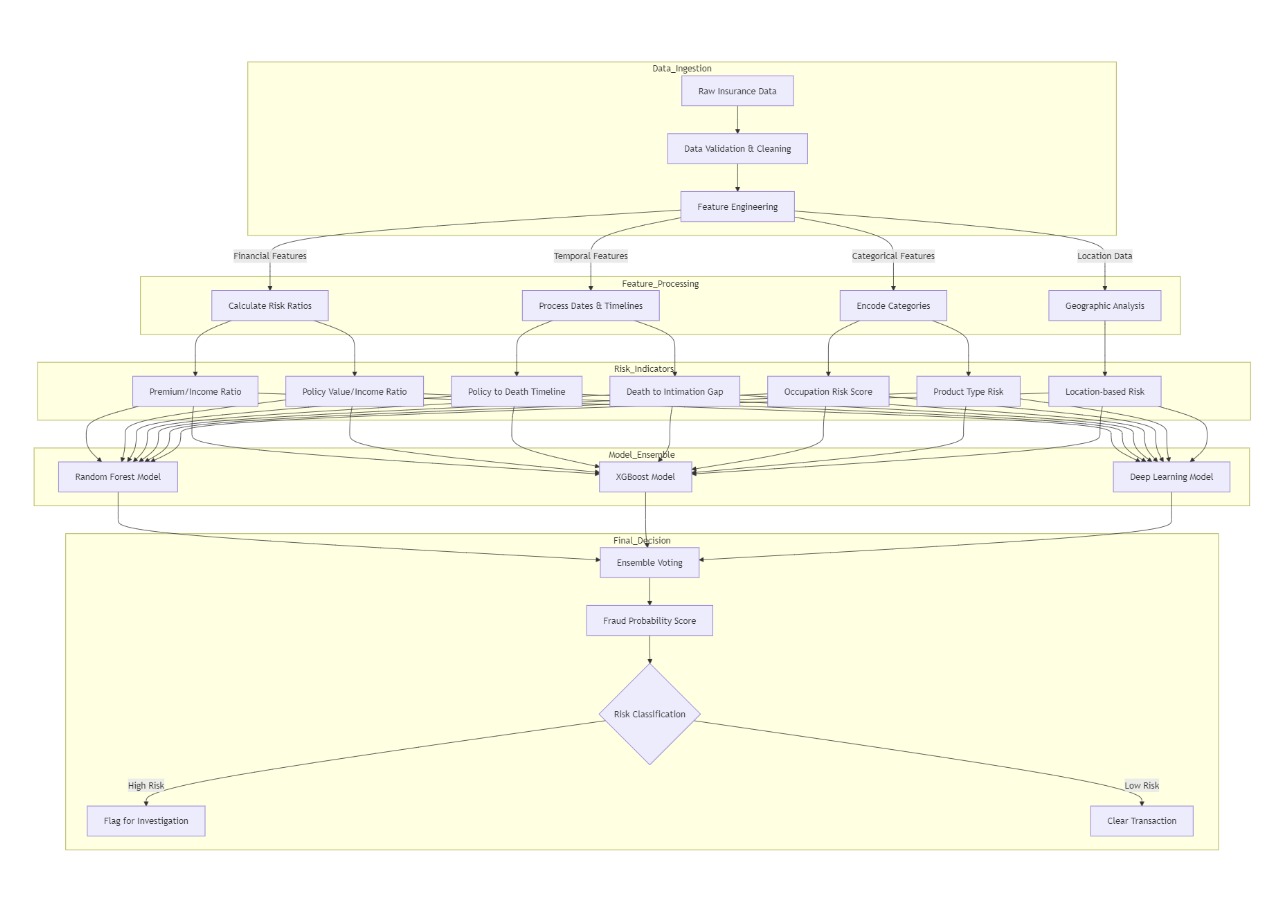 Data_Ingestion
Raw Insurance Data
Data Validation & Cleaning
Feature Engineering
Financial Features
Temporal Features
Categorical Features
Location Data
Feature_Processing
Calculate Risk Ratios
Process Dates & Timelines
Encode Categories
Geographic Analysis
Risk_Indicators
Premium/Income Ratio
Policy Value/Income Ratio
Policy to Death Timeline
Death to Intimation Gap
Occupation Risk Score
Product Type Risk
Location-based Risk
Model_Ensemble
Random Forest Model
XGBoost Model
Deep Learning Model
Final_Decision
Ensemble Voting
Fraud Probability Score
Risk Classification
High Risk
Low Risk
Flag for Investigation
Clear Transaction